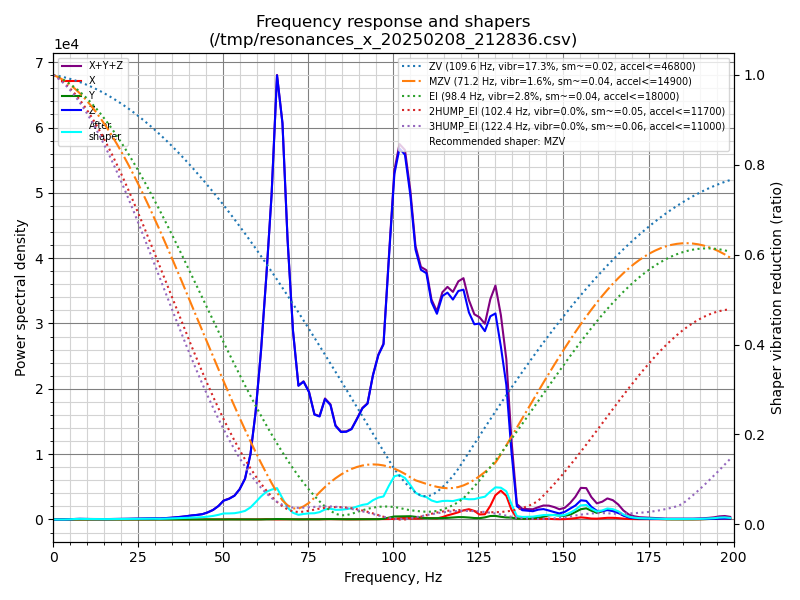 Frequency response and shapers
(/tmp/resonances_x_20250208_212836.csv)
1e4
X+Y+Z
X
Y
Z
After
shaper
ZV (109.6 Hz, vibr=17.3%, sm~=0.02, accel<=46800)
MZV (71.2 Hz, vibr=1.6%, sm~=0.04, accel<=14900)
EI (98.4 Hz, vibr=2.8%, sm~=0.04, accel<=18000)
2HUMP_EI (102.4 Hz, vibr=0.0%, sm~=0.05, accel<=11700)
3HUMP_EI (122.4 Hz, vibr=0.0%, sm~=0.06, accel<=11000)
Recommended shaper: MZV
7
6
5
4
3
2
1
0
Power spectral density
1.0
0.8
0.6
0.4
0.2
0.0
Shaper vibration reduction (ratio)
0 25 50 75 100 125 150 175 200
Frequency, Hz